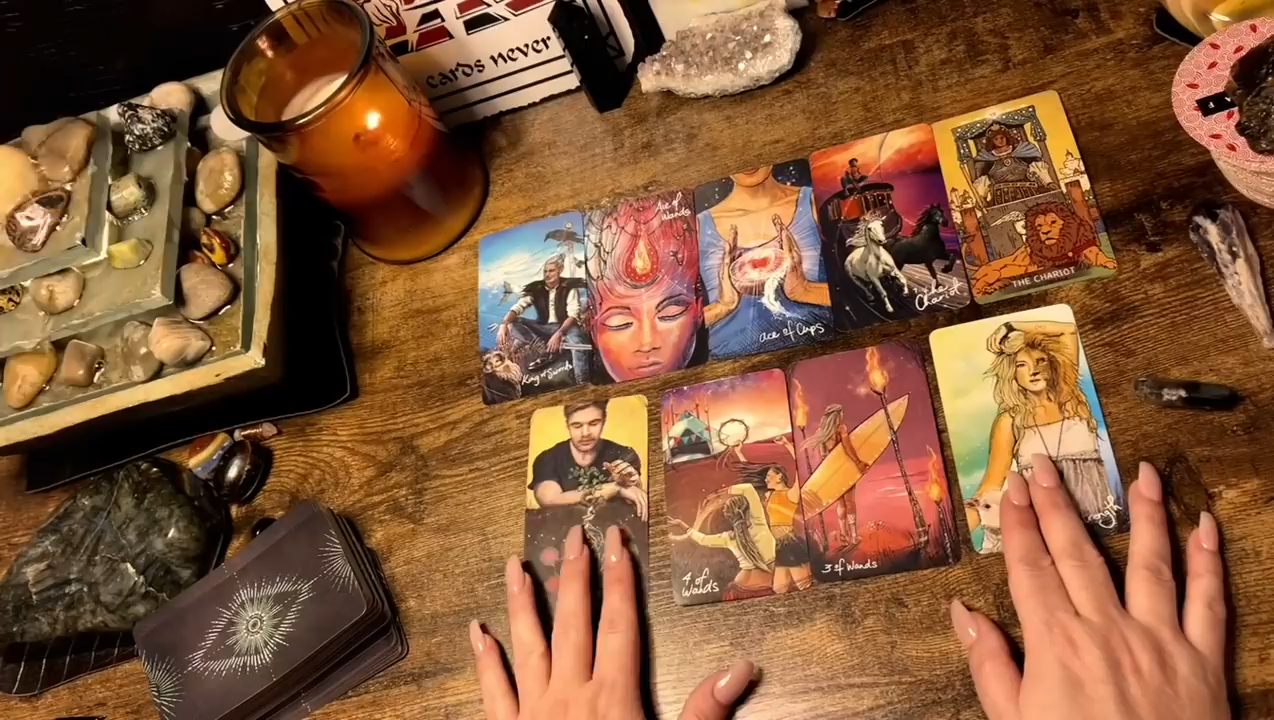 cards never
Ace of
Wands
King of Swords
Ace of Cups
the
Chariot
THE CHARIOT
4 of
Wands
3 of Wands